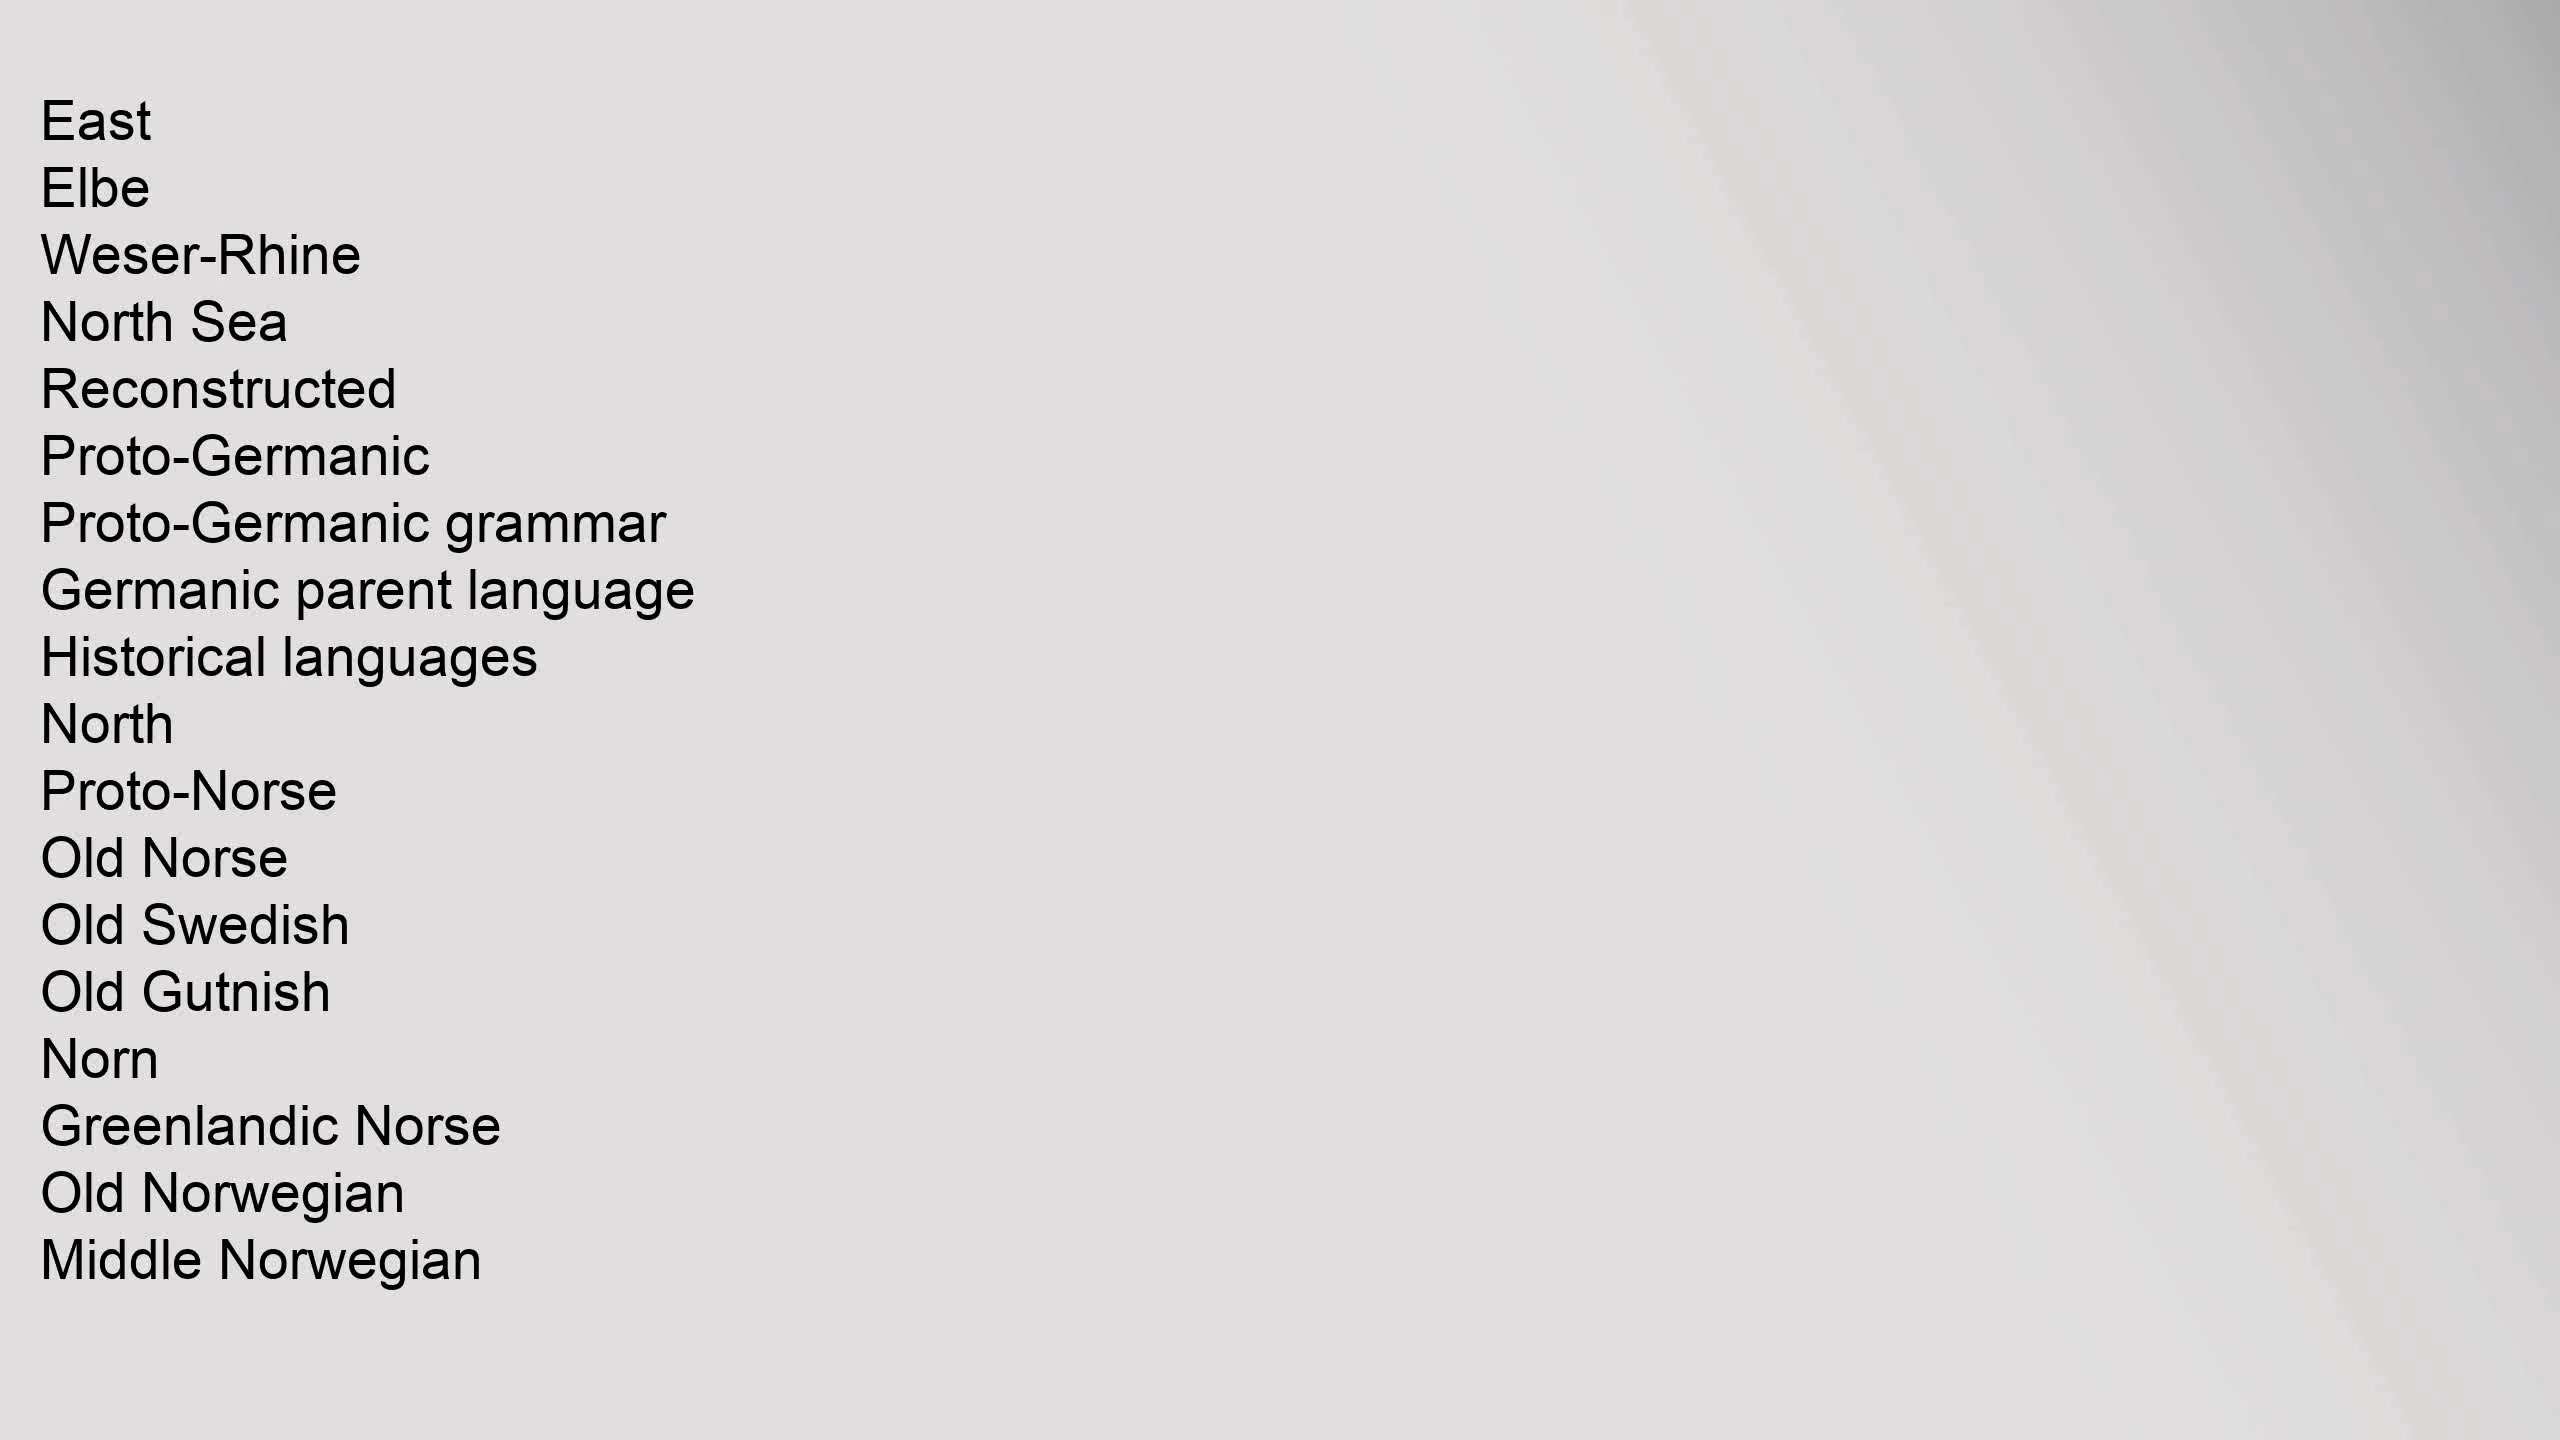 East
Elbe
Weser-Rhine
North Sea
Reconstructed
Proto-Germanic
Proto-Germanic grammar
Germanic parent language
Historical languages
North
Proto-Norse
Old Norse
Old Swedish
Old Gutnish
Norn
Greenlandic Norse
Old Norwegian
Middle Norwegian